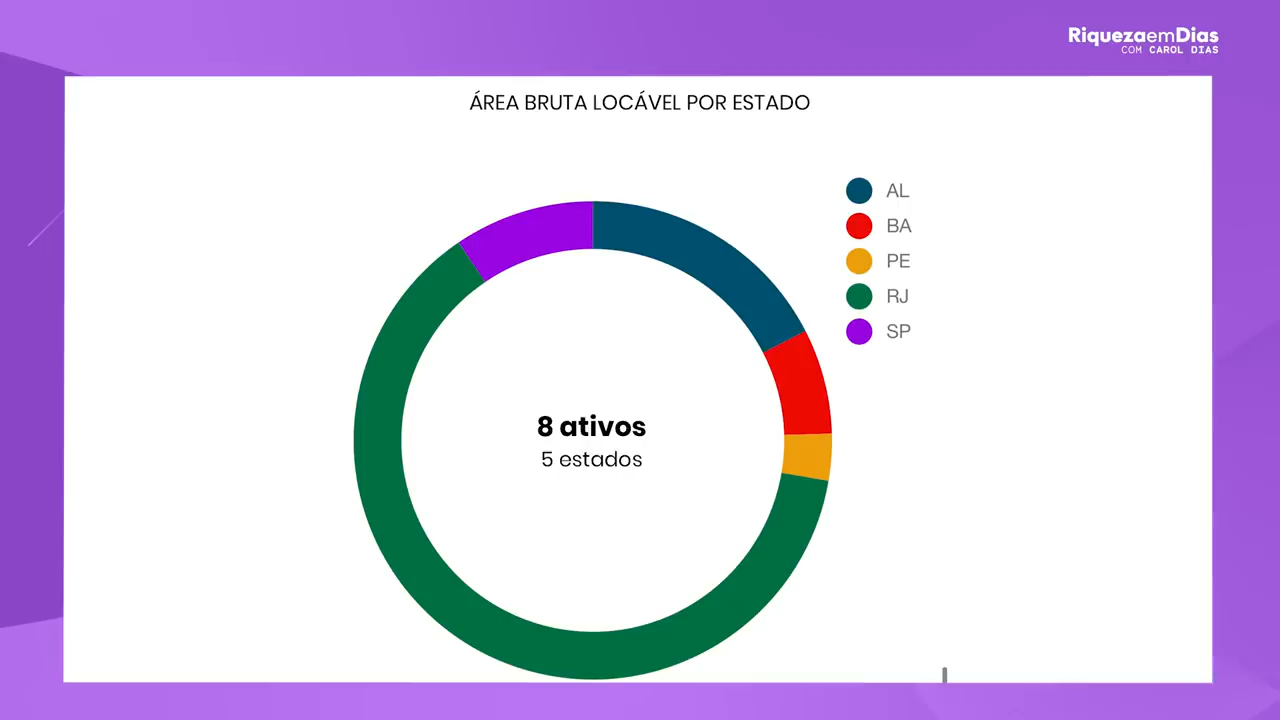 RiquezaemDias
COM CAROL DIAS
ÁREA BRUTA LOCÁVEL POR ESTADO
AL
BA
PE
RJ
SP
8 ativos
5 estados